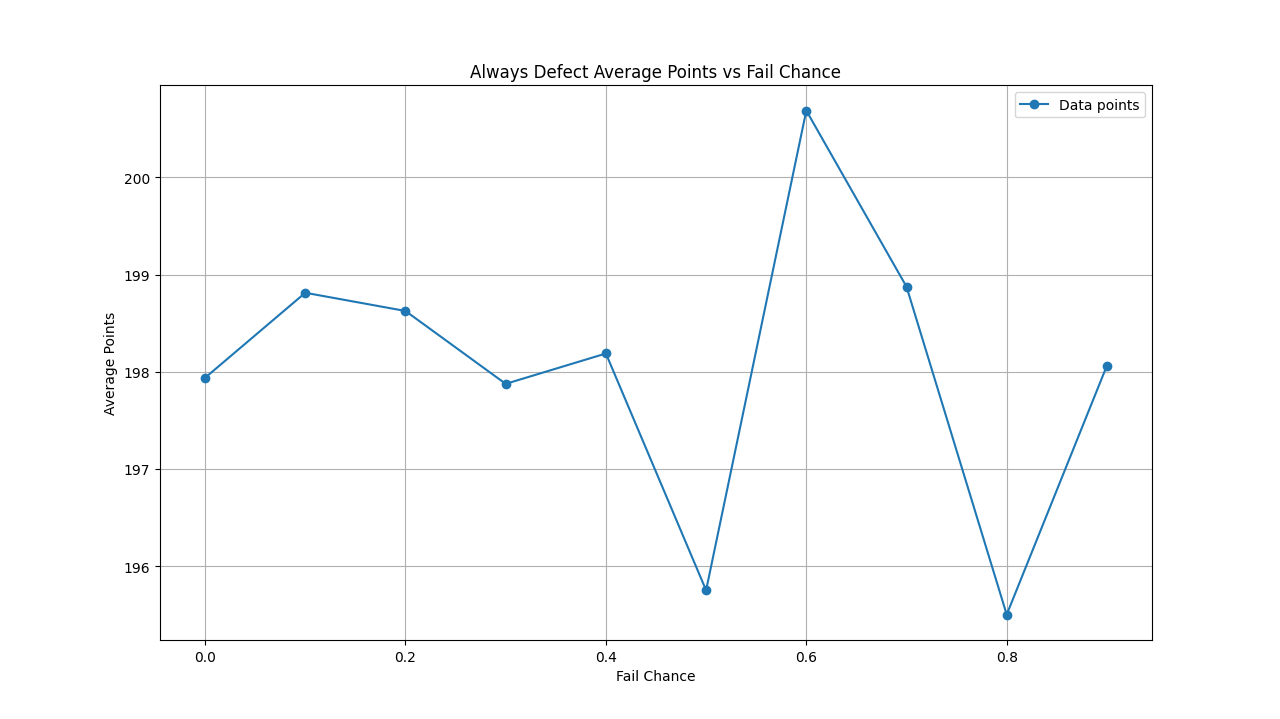 Always Defect Average Points vs Fail Chance
Data points
200
199
198
197
196
Average Points
0.0 0.2 0.4 0.6 0.8
Fail Chance